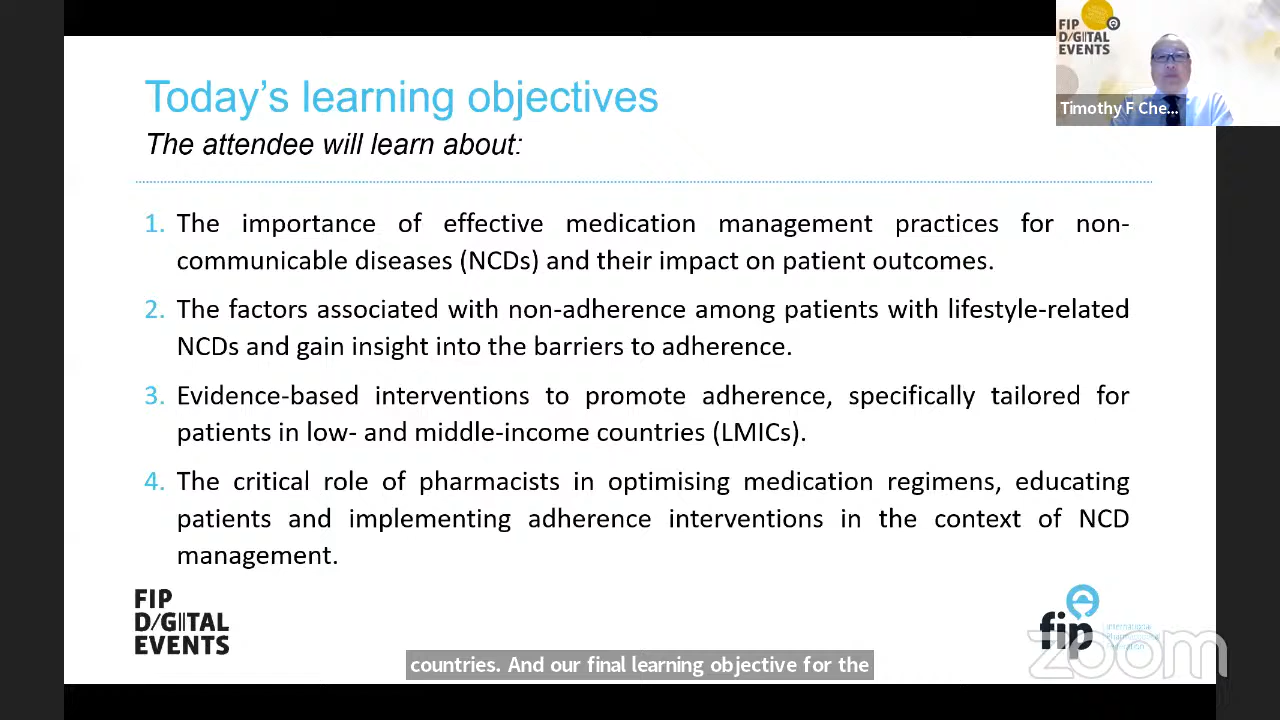 Today's learning objectives
The attendee will learn about:
1. The importance of effective medication management practices for non-
communicable diseases (NCDs) and their impact on patient outcomes.
2. The factors associated with non-adherence among patients with lifestyle-related
NCDs and gain insight into the barriers to adherence.
3. Evidence-based interventions to promote adherence, specifically tailored for
patients in low- and middle-income countries (LMICs).
4. The critical role of pharmacists in optimising medication regimens, educating
patients and implementing adherence interventions in the context of NCD
management.
FIP
D/GITAL
EVENTS
Timothy F Che...
FIP
D/GITAL
EVENTS
fip
International
Pharmaceutical
Federation
zoom
countries. And our final learning objective for the